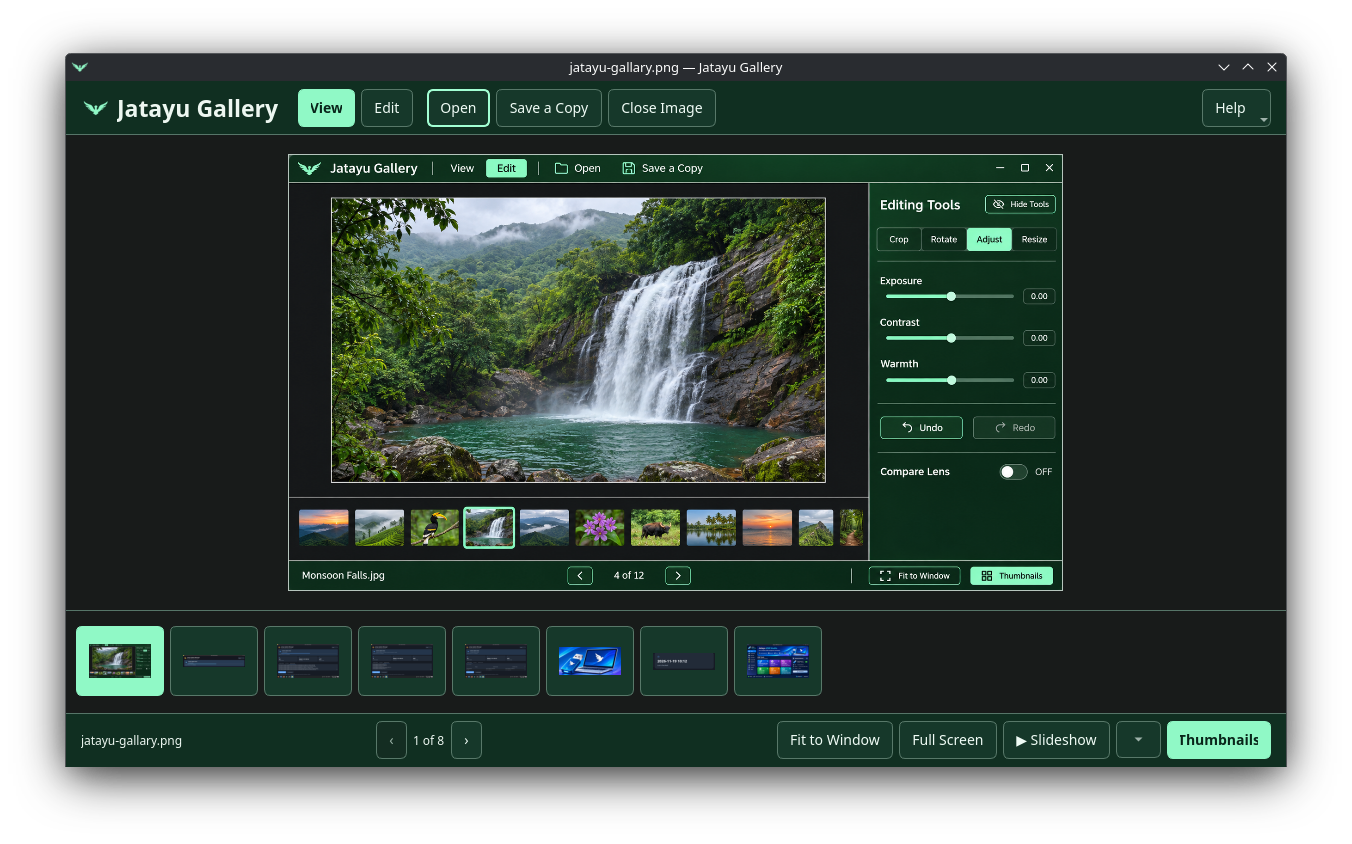 jatayu-gallary.png — Jatayu Gallery
Jatayu Gallery View Edit Open Save a Copy Close Image Help
Jatayu Gallery View Edit Open Save a Copy
Editing Tools Hide Tools
Crop Rotate Adjust Resize
Exposure
0.00
Contrast
0.00
Warmth
0.00
Undo Redo
Compare Lens OFF
Monsoon Falls.jpg 4 of 12 Fit to Window Thumbnails
jatayu-gallary.png ‹ 1 of 8 › Fit to Window Full Screen ▶ Slideshow Thumbnails